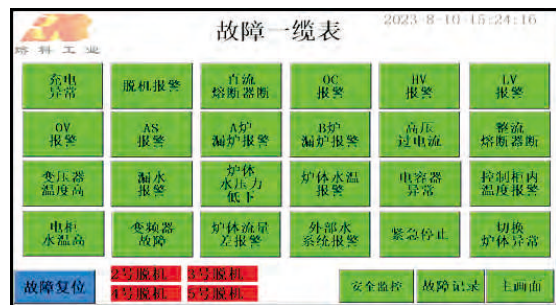 故障一缆表
2023-8-10 15:24:16
熔科工业
充电
异常
脱机报警
直流
熔断器断
OC
报警
HV
报警
LV
报警
OV
报警
AS
报警
A炉
漏炉报警
B炉
漏炉报警
高压
过电流
整流
熔断器断
变压器
温度高
漏水
报警
炉体
水压力
低下
炉体水温
报警
电容器
异常
控制柜内
温度报警
电柜
水温高
变频器
故障
炉体流量
差报警
外部水
系统报警
紧急停止
切换
炉体异常
故障复位
2号脱机
3号脱机
4号脱机
5号脱机
安全监控
故障记录
主画面